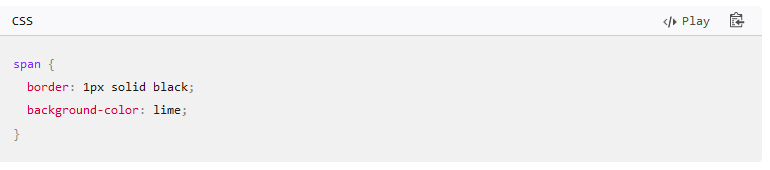 CSS </> Play
span {
  border: 1px solid black;
  background-color: lime;
}